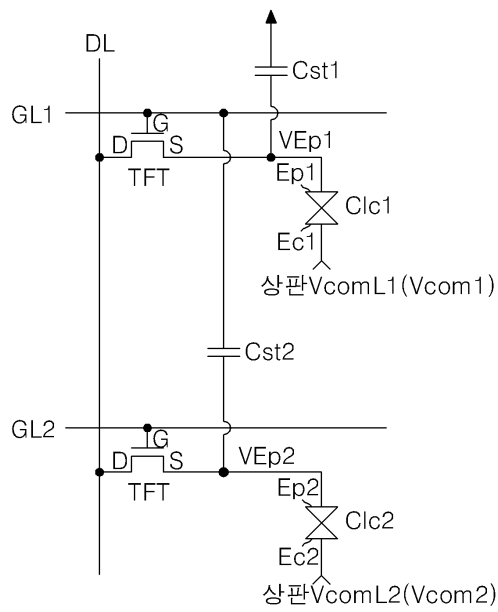 DL
Cst1
GL1
G
D
S
VEp1
TFT
Ep1
Clc1
Ec1
상판VcomL1(Vcom1)
Cst2
GL2
G
D
S
VEp2
TFT
Ep2
Clc2
Ec2
상판VcomL2(Vcom2)